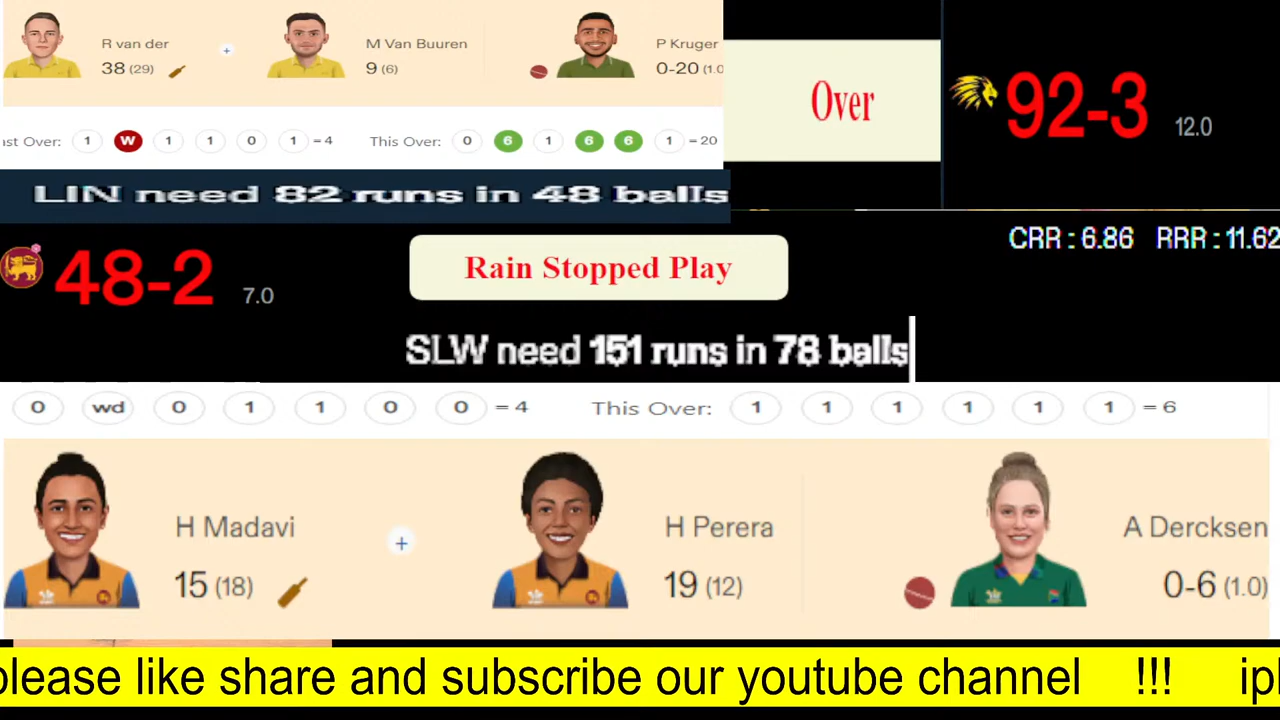 R van der
38 (29)
M Van Buuren
9 (6)
P Kruger
0-20 (1.0
Over
92-3 12.0
st Over: 1 W 1 1 0 1 = 4 This Over: 0 6 1 6 6 1 = 20
LIN need 82 runs in 48 balls
CRR : 6.86 RRR : 11.62
48-2 7.0
Rain Stopped Play
SLW need 151 runs in 78 balls
0 wd 0 1 1 0 0 = 4 This Over: 1 1 1 1 1 1 = 6
H Madavi
15 (18)
H Perera
19 (12)
A Dercksen
0-6 (1.0)
please like share and subscribe our youtube channel !!! ipl